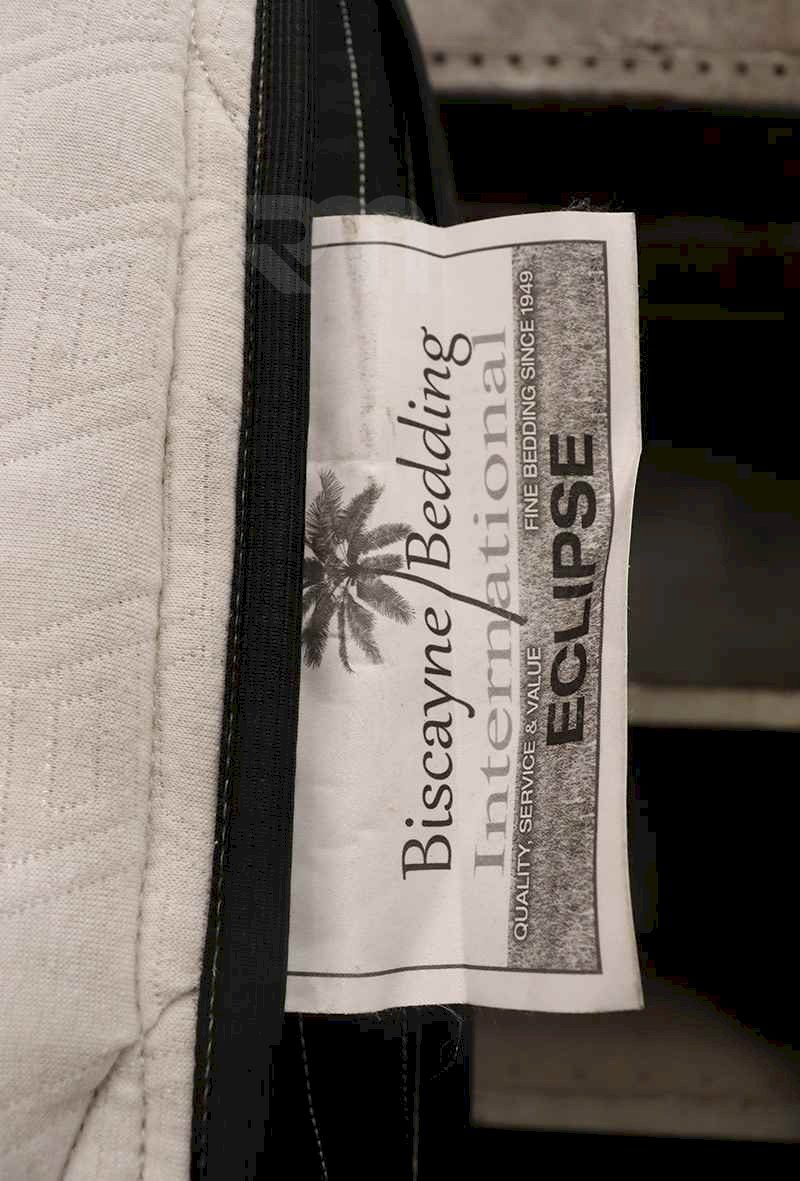 Biscayne Bedding
International
QUALITY, SERVICE & VALUE FINE BEDDING SINCE 1949
ECLIPSE